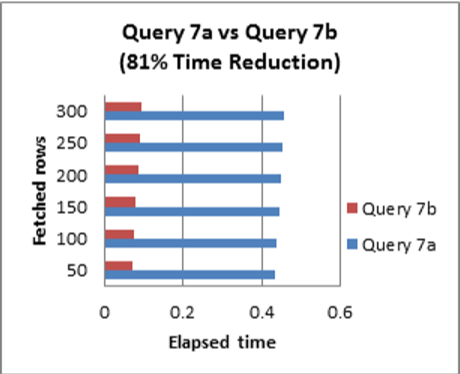 Query 7a vs Query 7b
(81% Time Reduction)
Fetched rows
300
250
200
150
100
50
Query 7b
Query 7a
0 0.2 0.4 0.6
Elapsed time